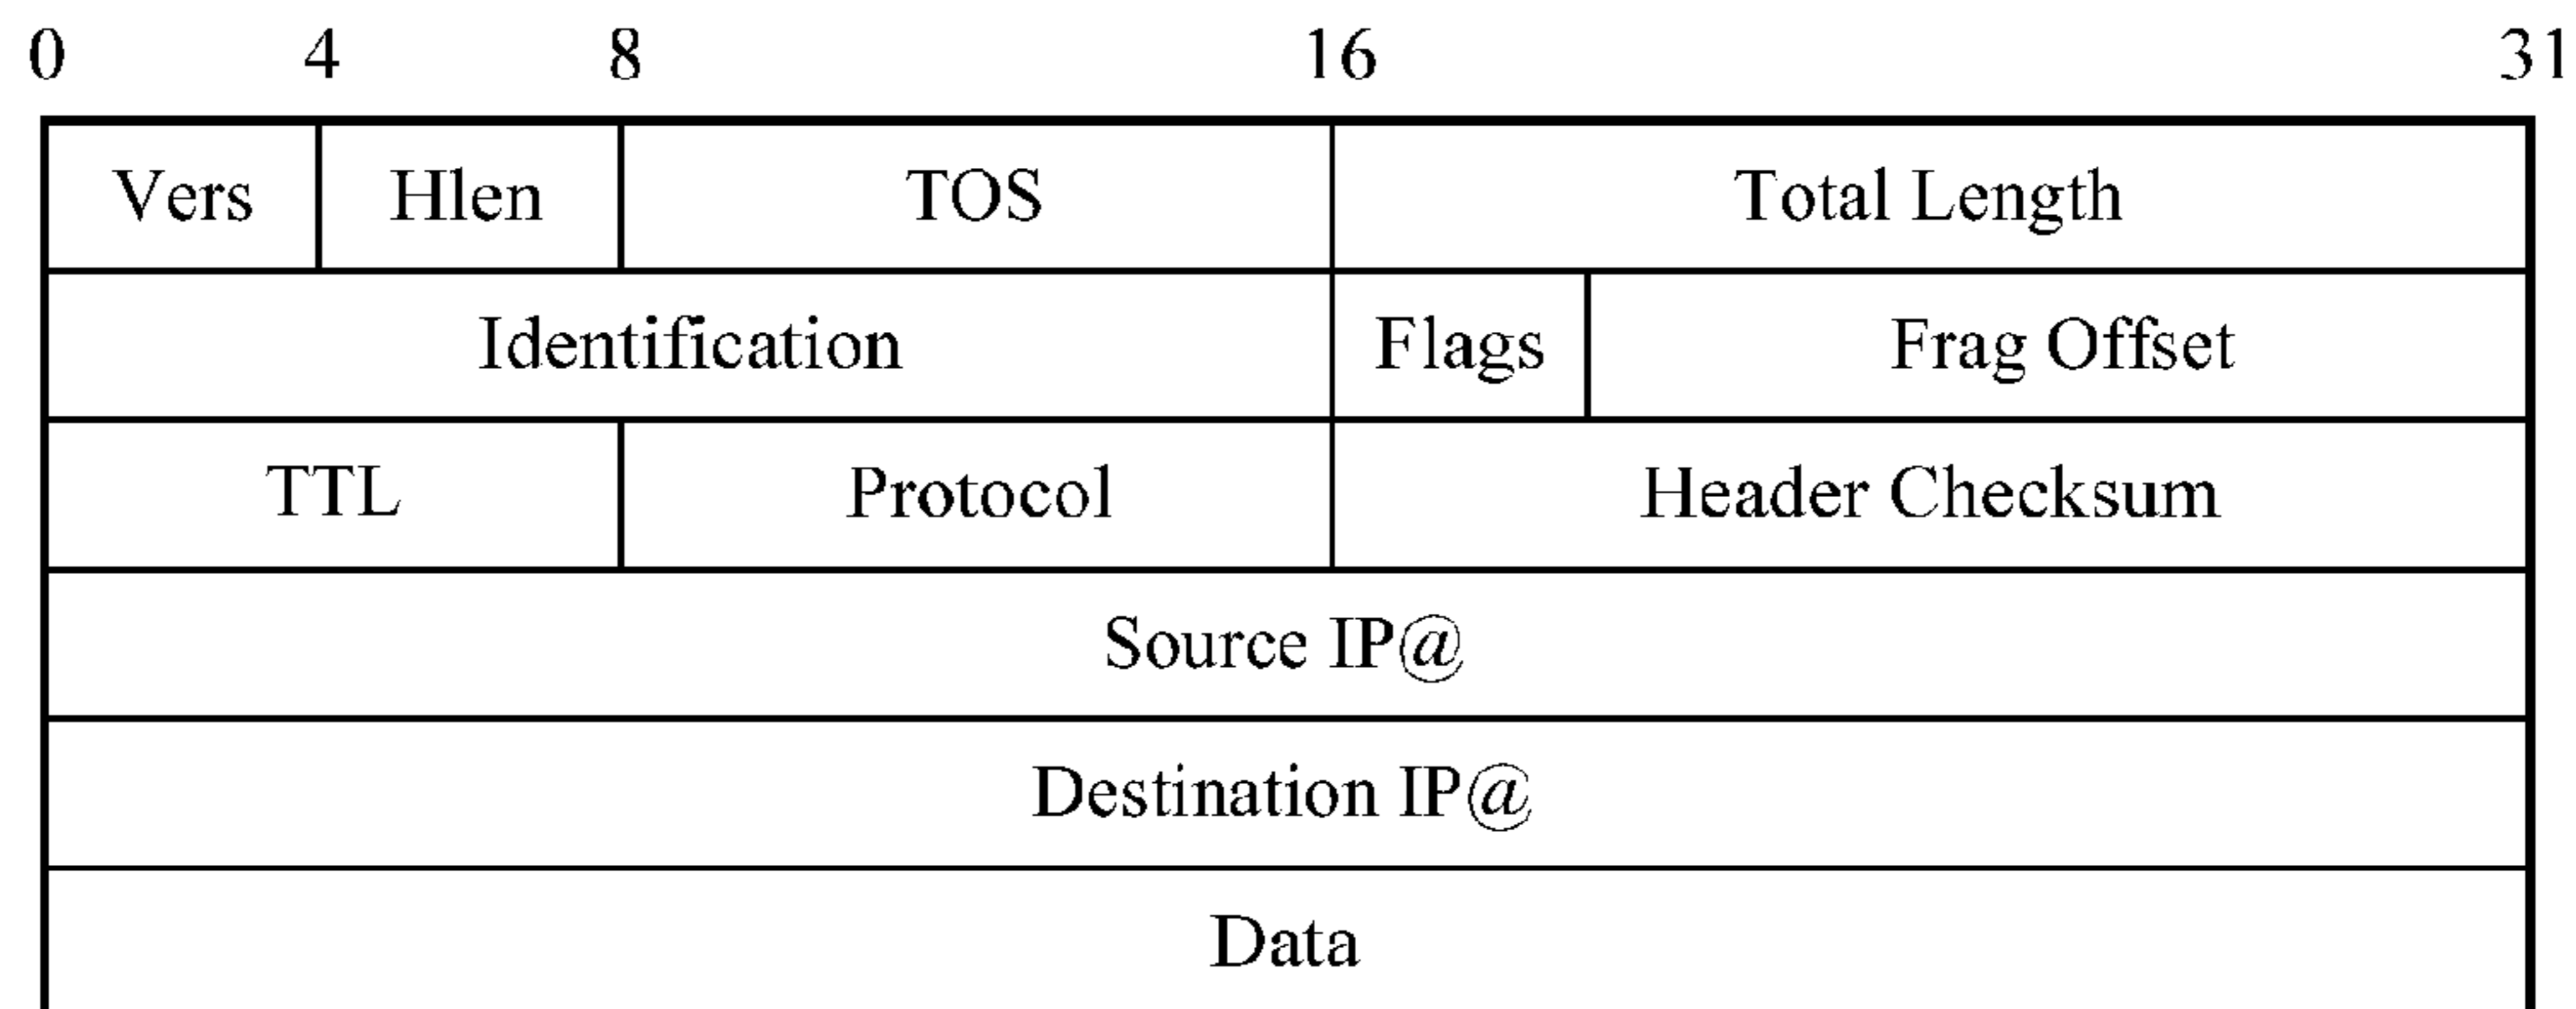 0 4 8 16 31
Vers Hlen TOS Total Length
Identification Flags Frag Offset
TTL Protocol Header Checksum
Source IP@
Destination IP@
Data